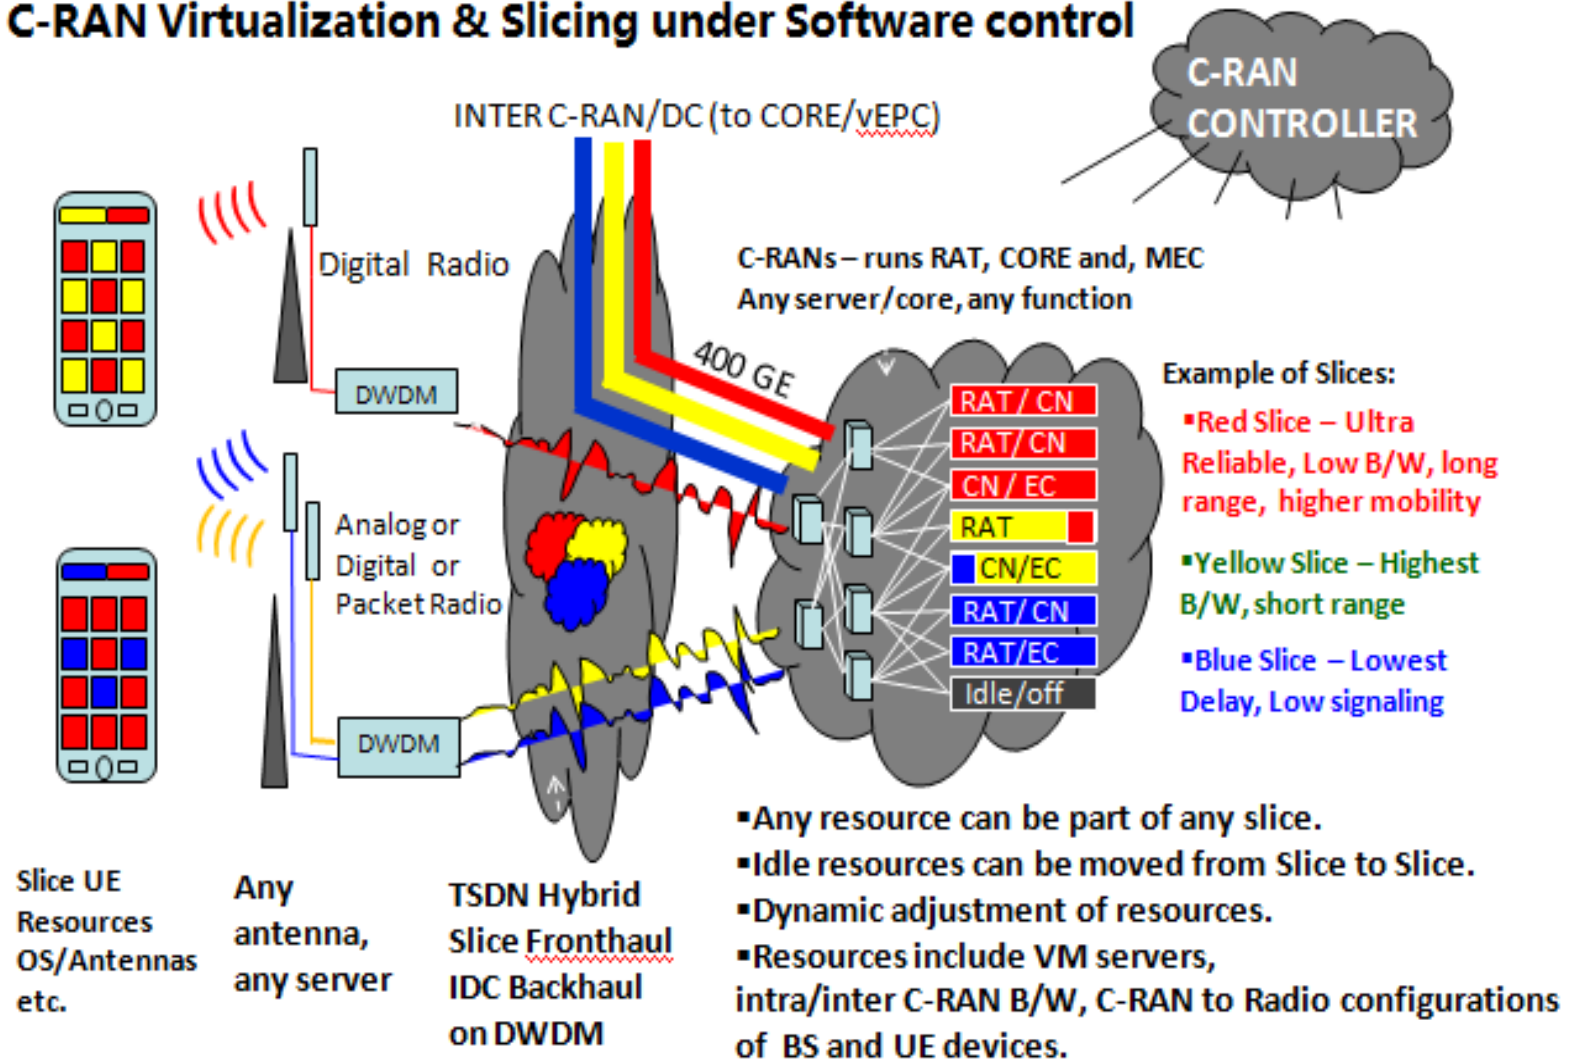 C-RAN Virtualization & Slicing under Software control
C-RAN
CONTROLLER
INTER C-RAN/DC (to CORE/vEPC)
Digital Radio
C-RANs – runs RAT, CORE and, MEC
Any server/core, any function
400 GE
DWDM
Example of Slices:
RAT/ CN
RAT/ CN
CN/ EC
RAT
CN/EC
RAT/ CN
RAT/EC
Idle/off
▪Red Slice – Ultra
Reliable, Low B/W, long
range, higher mobility
▪Yellow Slice – Highest
B/W, short range
▪Blue Slice – Lowest
Delay, Low signaling
Analog or
Digital or
Packet Radio
DWDM
▪Any resource can be part of any slice.
▪Idle resources can be moved from Slice to Slice.
▪Dynamic adjustment of resources.
▪Resources include VM servers,
intra/inter C-RAN B/W, C-RAN to Radio configurations
of BS and UE devices.
Slice UE
Resources
OS/Antennas
etc.
Any
antenna,
any server
TSDN Hybrid
Slice Fronthaul
IDC Backhaul
on DWDM